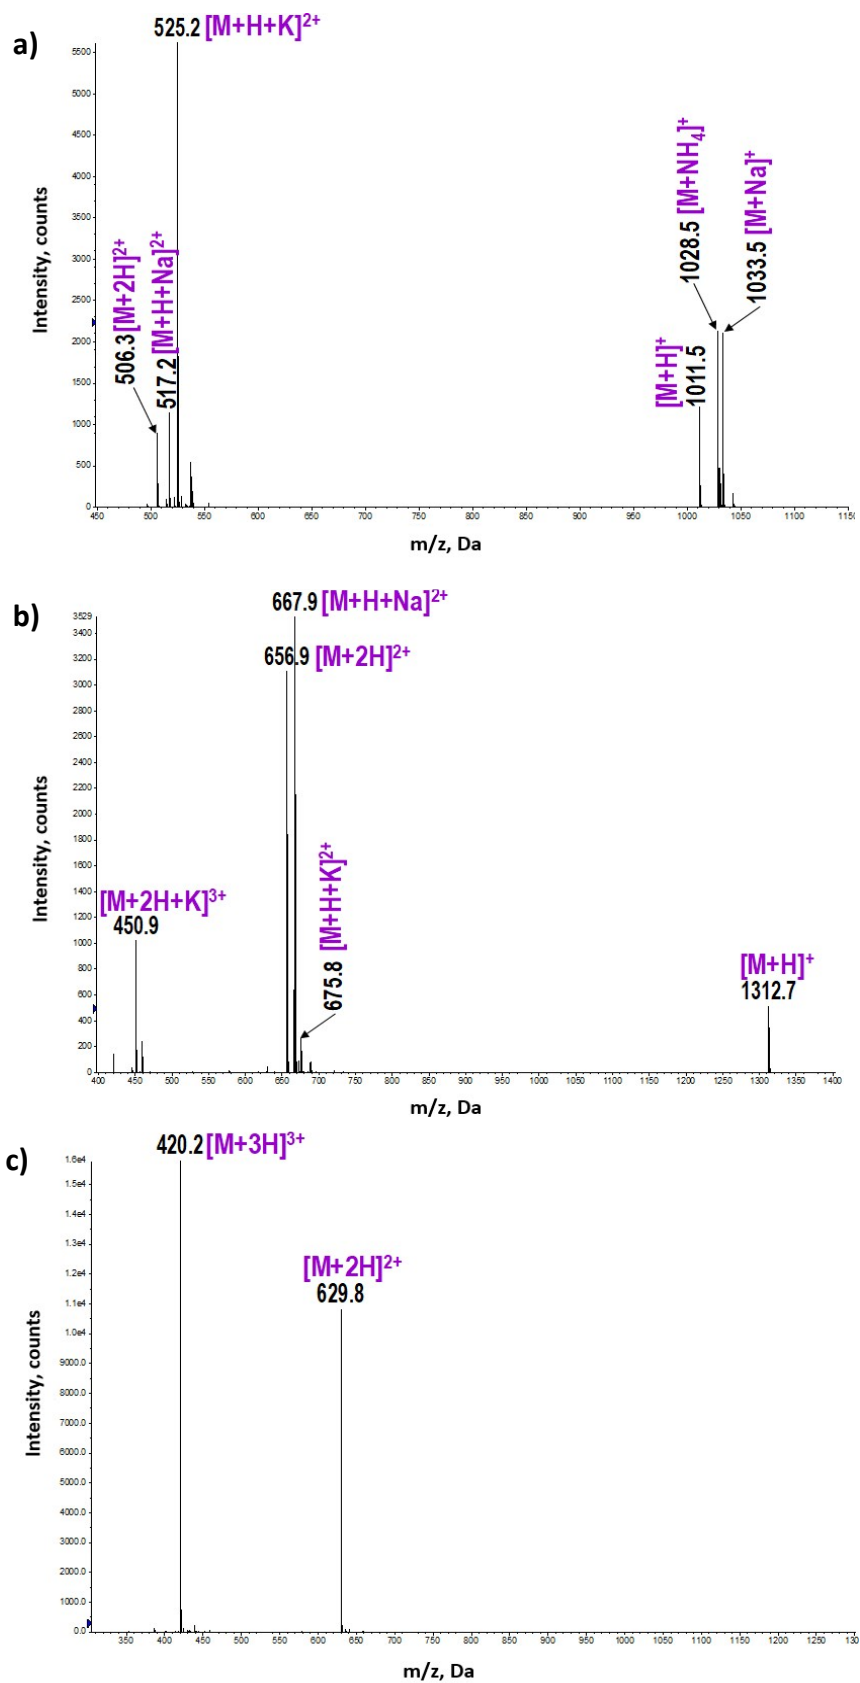 a)
525.2 [M+H+K]2+
506.3 [M+2H]2+
517.2 [M+H+Na]2+
1011.5 [M+H]+
1028.5 [M+NH4]+
1033.5 [M+Na]+
Intensity, counts
5500
5000
4500
4000
3500
3000
2500
2000
1500
1000
500
0
450 500 550 600 650 700 750 800 850 900 950 1000 1050 1100 1150
m/z, Da
b)
667.9 [M+H+Na]2+
656.9 [M+2H]2+
675.8 [M+H+K]2+
[M+2H+K]3+
450.9
[M+H]+
1312.7
Intensity, counts
3529
3400
3200
3000
2800
2600
2400
2200
2000
1800
1600
1400
1200
1000
800
600
400
200
0
400 450 500 550 600 650 700 750 800 850 900 950 1000 1050 1100 1150 1200 1250 1300 1350 1400
m/z, Da
c)
420.2 [M+3H]3+
[M+2H]2+
629.8
Intensity, counts
1.6e4
1.5e4
1.4e4
1.3e4
1.2e4
1.1e4
1.0e4
9000.0
8000.0
7000.0
6000.0
5000.0
4000.0
3000.0
2000.0
1000.0
0.0
350 400 450 500 550 600 650 700 750 800 850 900 950 1000 1050 1100 1150 1200 1250 130
m/z, Da